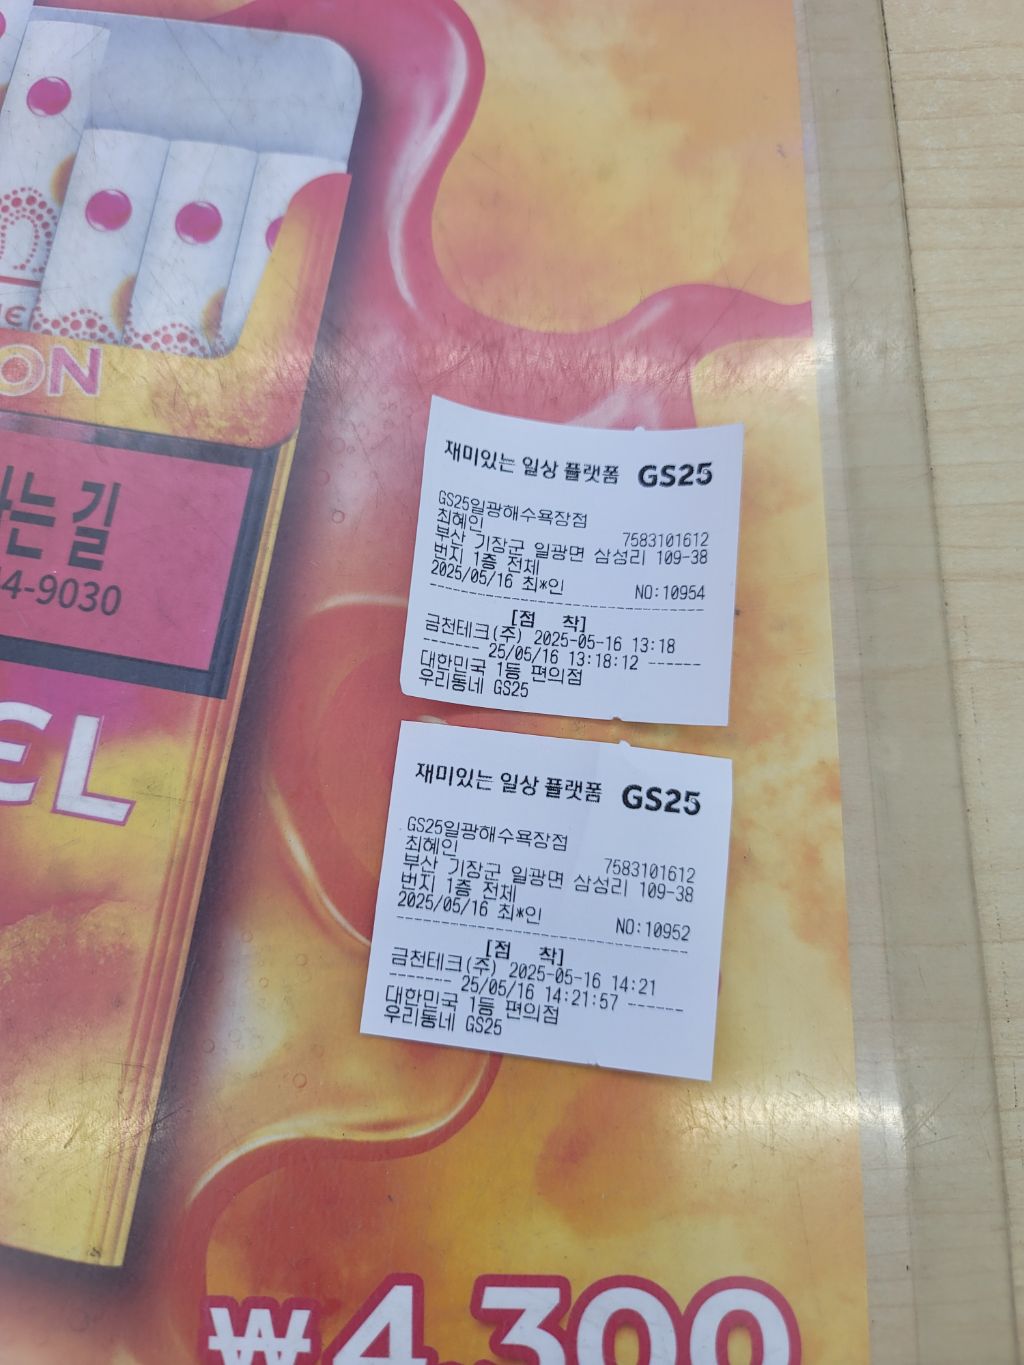 ON
는 길
4-9030
EL
재미있는 일상 플랫폼 GS25
GS25일광해수욕장점
최혜인 7583101612
부산 기장군 일광면 삼성리 109-38
번지 1층 전체
2025/05/16 최*인 NO:10954
[점 착]
금천테크(주) 2025-05-16 13:18
------- 25/05/16 13:18:12 ------
대한민국 1등 편의점
우리동네 GS25
재미있는 일상 플랫폼 GS25
GS25일광해수욕장점
최혜인 7583101612
부산 기장군 일광면 삼성리 109-38
번지 1층 전체
2025/05/16 최*인 NO:10952
[점 착]
금천테크(주) 2025-05-16 14:21
------- 25/05/16 14:21:57 ------
대한민국 1등 편의점
우리동네 GS25
₩4,300